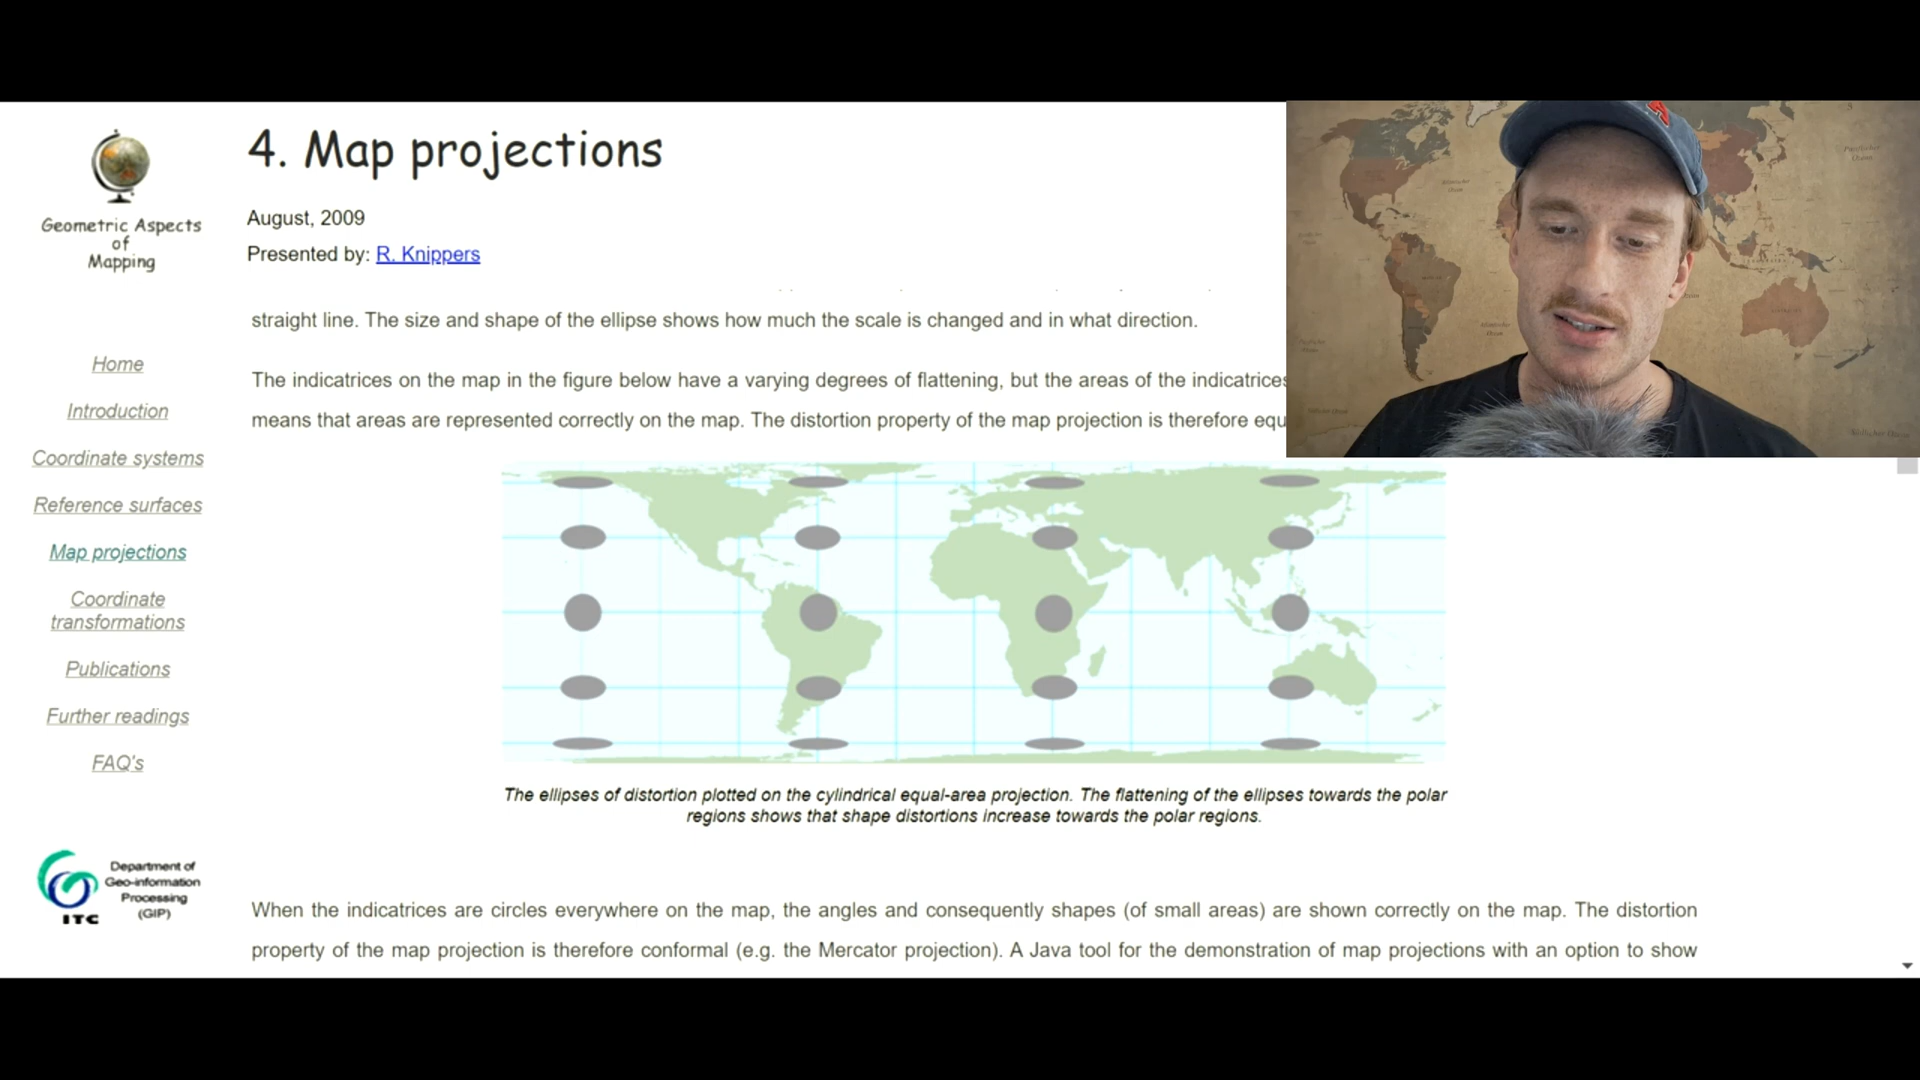 4. Map projections
August, 2009
Presented by: R. Knippers
Geometric Aspects
of
Mapping
Home
Introduction
Coordinate systems
Reference surfaces
Map projections
Coordinate
transformations
Publications
Further readings
FAQ's
Department of
Geo-information
Processing
(GIP)
ITC
straight line. The size and shape of the ellipse shows how much the scale is changed and in what direction.
The indicatrices on the map in the figure below have a varying degrees of flattening, but the areas of the indicatrices
means that areas are represented correctly on the map. The distortion property of the map projection is therefore equ
The ellipses of distortion plotted on the cylindrical equal-area projection. The flattening of the ellipses towards the polar
regions shows that shape distortions increase towards the polar regions.
When the indicatrices are circles everywhere on the map, the angles and consequently shapes (of small areas) are shown correctly on the map. The distortion
property of the map projection is therefore conformal (e.g. the Mercator projection). A Java tool for the demonstration of map projections with an option to show